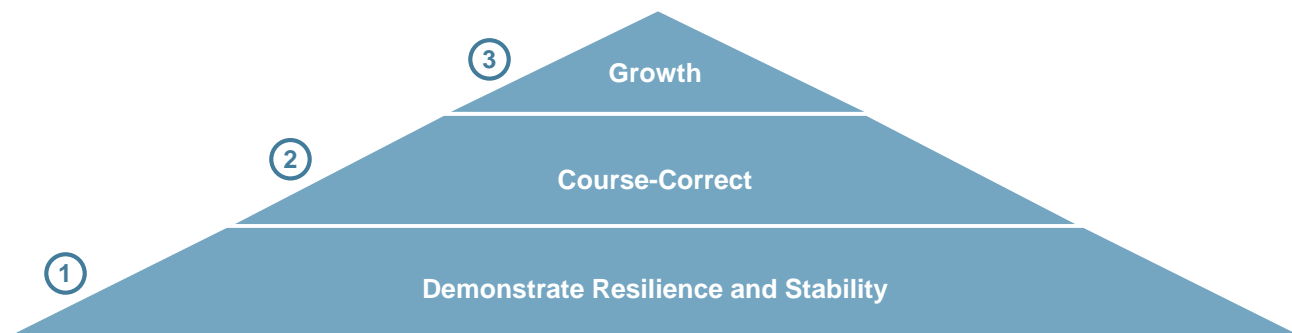 3
Growth
2
Course-Correct
1
Demonstrate Resilience and Stability